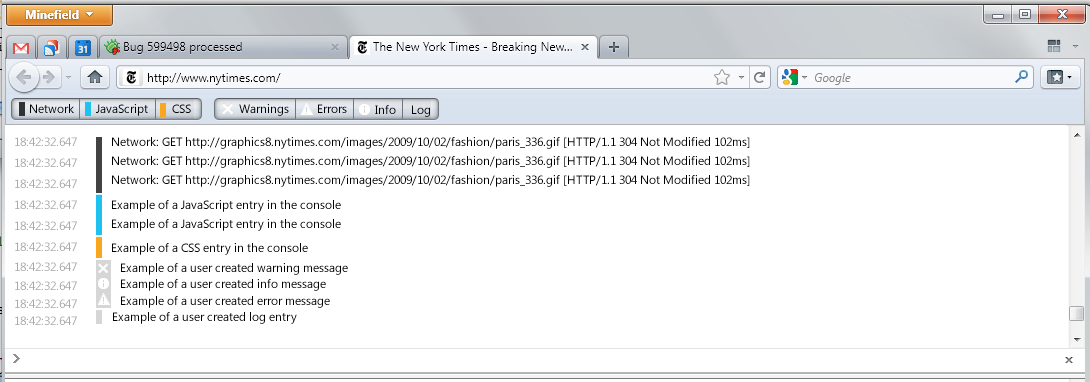 Minefield
31 Bug 599498 processed The New York Times - Breaking New...
http://www.nytimes.com/ Google
Network JavaScript CSS Warnings Errors Info Log
18:42:32.647 Network: GET http://graphics8.nytimes.com/images/2009/10/02/fashion/paris_336.gif [HTTP/1.1 304 Not Modified 102ms]
18:42:32.647 Network: GET http://graphics8.nytimes.com/images/2009/10/02/fashion/paris_336.gif [HTTP/1.1 304 Not Modified 102ms]
18:42:32.647 Network: GET http://graphics8.nytimes.com/images/2009/10/02/fashion/paris_336.gif [HTTP/1.1 304 Not Modified 102ms]
18:42:32.647 Example of a JavaScript entry in the console
18:42:32.647 Example of a JavaScript entry in the console
18:42:32.647 Example of a CSS entry in the console
18:42:32.647 Example of a user created warning message
18:42:32.647 Example of a user created info message
18:42:32.647 Example of a user created error message
18:42:32.647 Example of a user created log entry